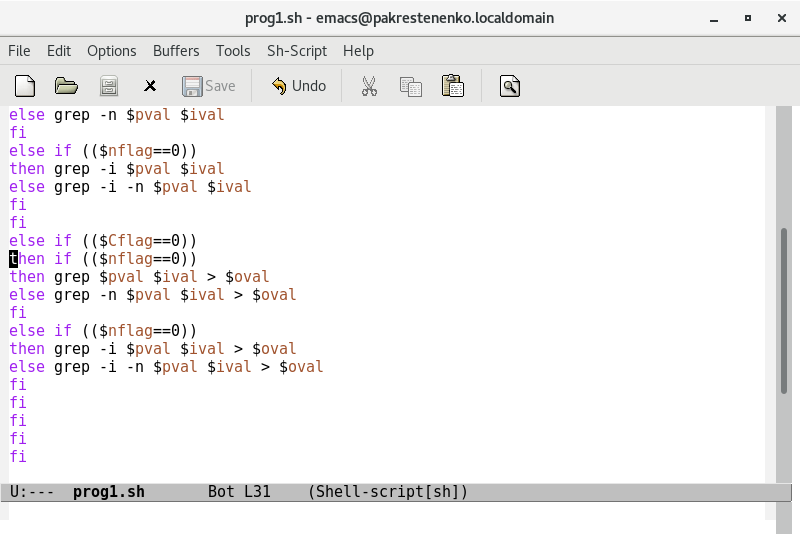 prog1.sh - emacs@pakrestenenko.localdomain
File Edit Options Buffers Tools Sh-Script Help
Save Undo
else grep -n $pval $ival
fi
else if (($nflag==0))
then grep -i $pval $ival
else grep -i -n $pval $ival
fi
fi
else if (($Cflag==0))
then if (($nflag==0))
then grep $pval $ival > $oval
else grep -n $pval $ival > $oval
fi
else if (($nflag==0))
then grep -i $pval $ival > $oval
else grep -i -n $pval $ival > $oval
fi
fi
fi
fi
fi
U:--- prog1.sh Bot L31 (Shell-script[sh])